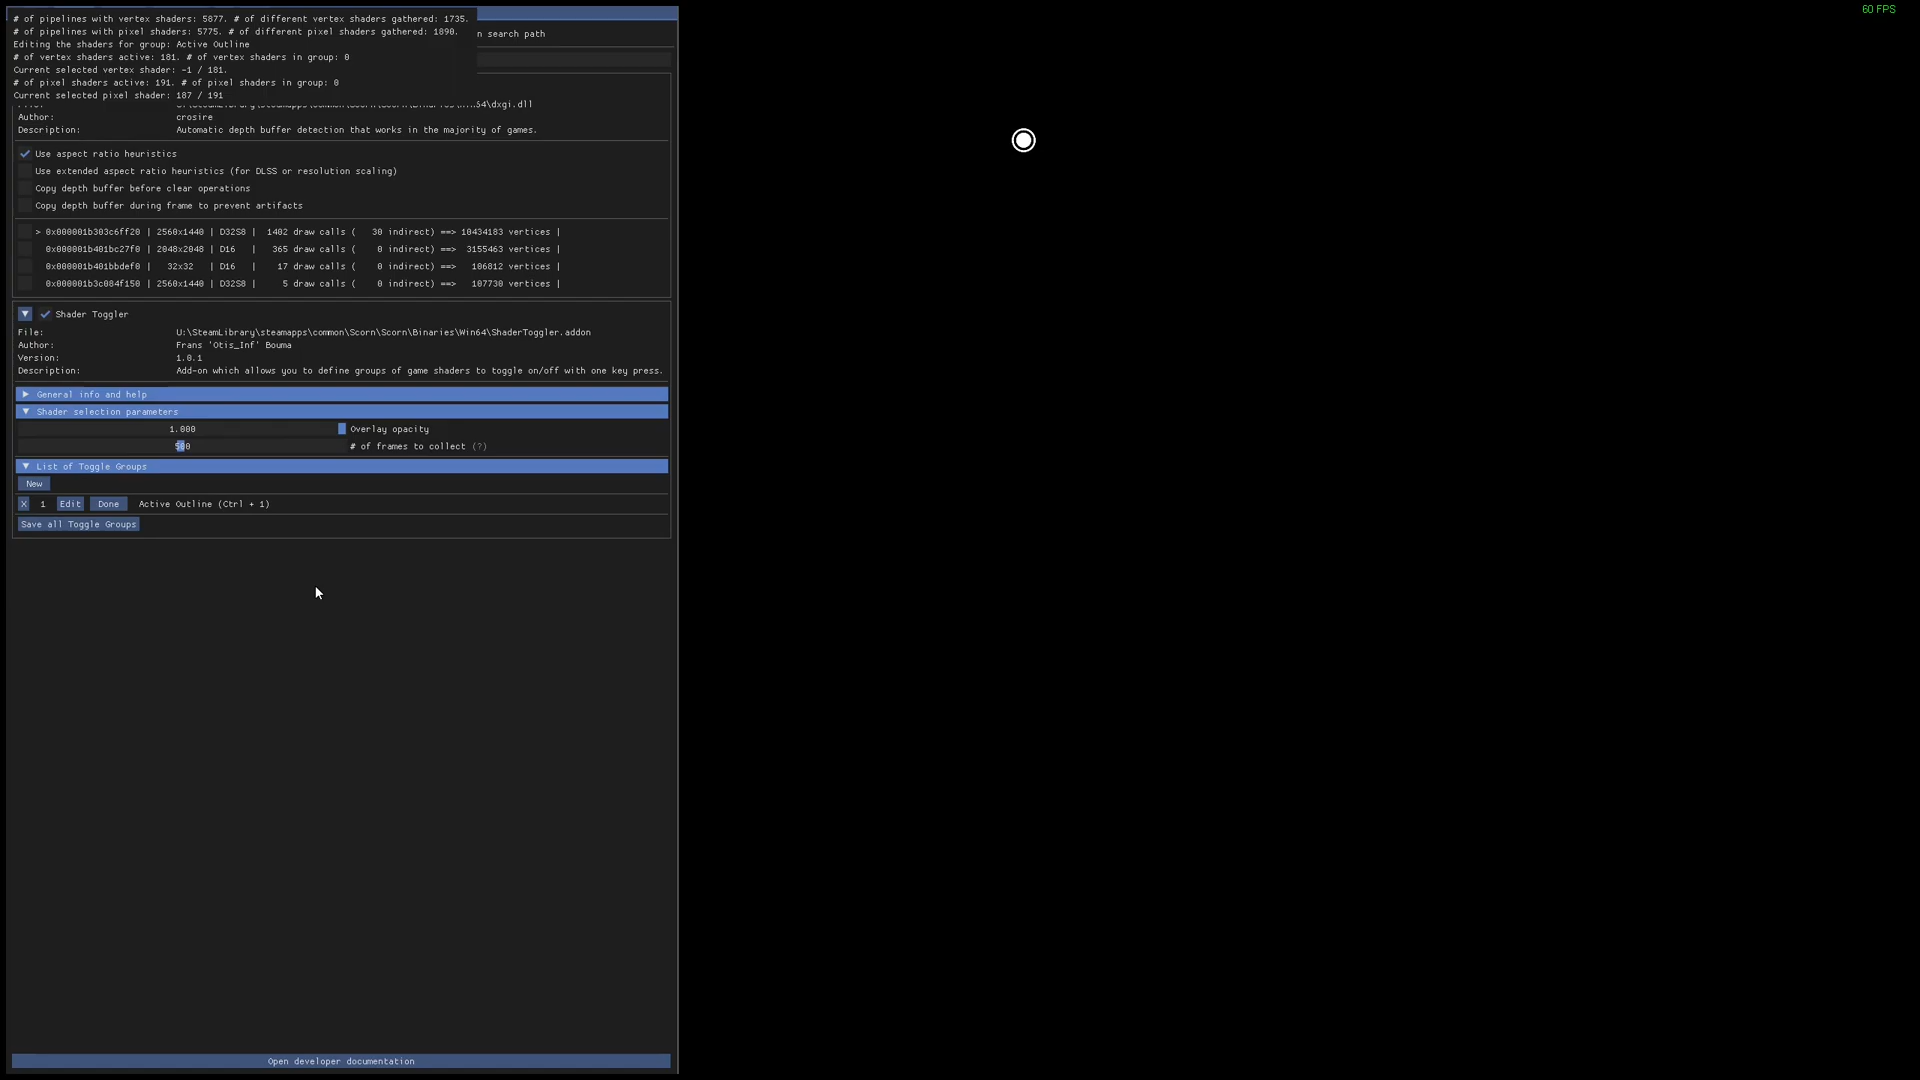 # of pipelines with vertex shaders: 5877. # of different vertex shaders gathered: 1735.
# of pipelines with pixel shaders: 5775. # of different pixel shaders gathered: 1890.
Editing the shaders for group: Active Outline
# of vertex shaders active: 181. # of vertex shaders in group: 0
Current selected vertex shader: -1 / 181.
# of pixel shaders active: 191. # of pixel shaders in group: 0
Current selected pixel shader: 187 / 191
n search path
60 FPS
dxgi.dll
Author: crosire
Description: Automatic depth buffer detection that works in the majority of games.
Use aspect ratio heuristics
Use extended aspect ratio heuristics (for DLSS or resolution scaling)
Copy depth buffer before clear operations
Copy depth buffer during frame to prevent artifacts
> 0x000001b303c6ff20 | 2560x1440 | D32S8 | 1402 draw calls ( 30 indirect) ==> 10434183 vertices |
0x000001b401bc27f0 | 2048x2048 | D16 | 365 draw calls ( 0 indirect) ==> 3155463 vertices |
0x000001b401bbdef0 | 32x32 | D16 | 17 draw calls ( 0 indirect) ==> 106812 vertices |
0x000001b3c084f150 | 2560x1440 | D32S8 | 5 draw calls ( 0 indirect) ==> 107730 vertices |
Shader Toggler
File: U:\SteamLibrary\steamapps\common\Scorn\Scorn\Binaries\Win64\ShaderToggler.addon
Author: Frans 'Otis_Inf' Bouma
Version: 1.0.1
Description: Add-on which allows you to define groups of game shaders to toggle on/off with one key press.
General info and help
Shader selection parameters
1.000 Overlay opacity
500 # of frames to collect (?)
List of Toggle Groups
New
X 1 Edit Done Active Outline (Ctrl + 1)
Save all Toggle Groups
Open developer documentation